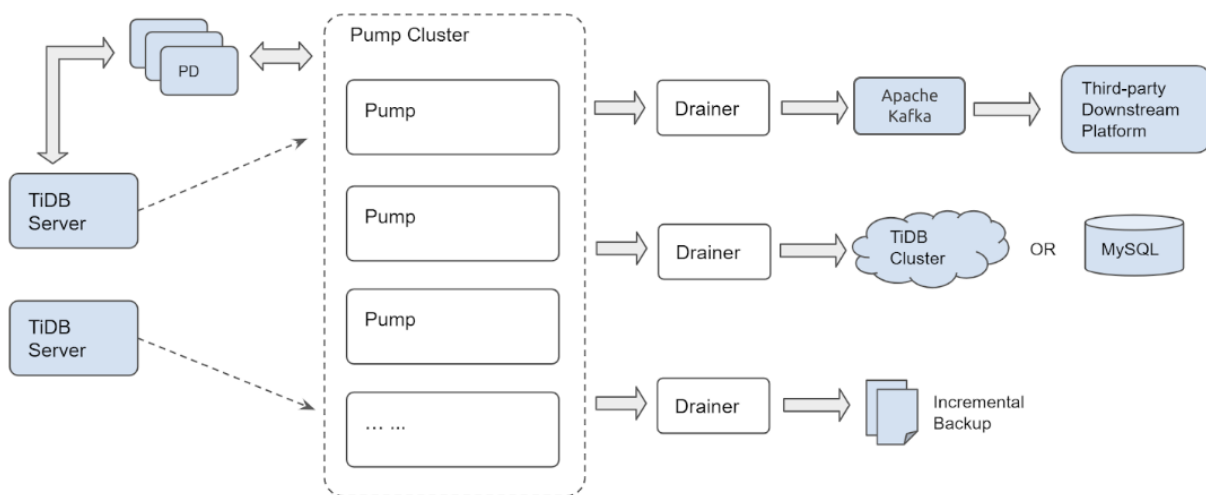 Pump Cluster
PD
Pump
Drainer
Apache
Kafka
Third-party
Downstream
Platform
TiDB
Server
Pump
Drainer
TiDB
Cluster
OR
MySQL
TiDB
Server
Pump
Drainer
Incremental
Backup
... ...